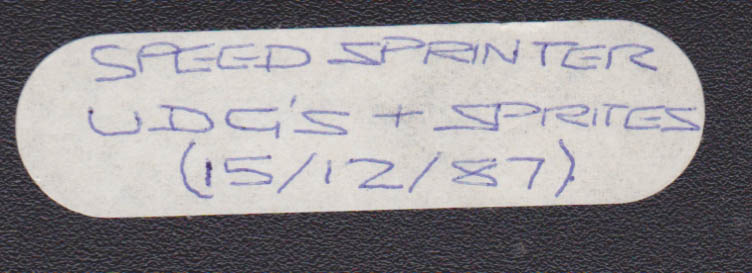 SPEED SPRINTER
UDG'S + SPRITES
(15/12/87)